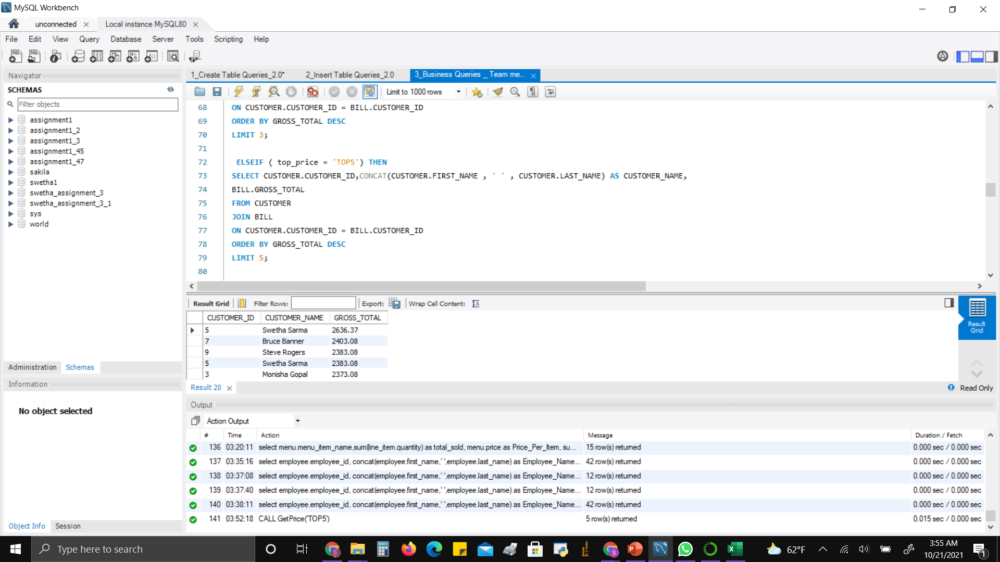 MySQL Workbench
unconnected
Local instance MySQL80
File Edit View Query Database Server Tools Scripting Help
Navigator
SCHEMAS
Filter objects
assignment1
assignment1_2
assignment1_3
assignment1_45
assignment1_47
sakila
swetha1
swetha_assignment_3
swetha_assignment_3_1
sys
world
Administration Schemas
Information
No object selected
Object Info Session
1_Create Table Queries_2.0* 2_Insert Table Queries_2.0 3_Business Queries _ Team me...
Limit to 1000 rows
68 ON CUSTOMER.CUSTOMER_ID = BILL.CUSTOMER_ID
69 ORDER BY GROSS_TOTAL DESC
70 LIMIT 3;
71
72 ELSEIF ( top_price = 'TOP5') THEN
73 SELECT CUSTOMER.CUSTOMER_ID,CONCAT(CUSTOMER.FIRST_NAME , ' ' , CUSTOMER.LAST_NAME) AS CUSTOMER_NAME,
74 BILL.GROSS_TOTAL
75 FROM CUSTOMER
76 JOIN BILL
77 ON CUSTOMER.CUSTOMER_ID = BILL.CUSTOMER_ID
78 ORDER BY GROSS_TOTAL DESC
79 LIMIT 5;
80
Result Grid Filter Rows: Export: Wrap Cell Content:
CUSTOMER_ID CUSTOMER_NAME GROSS_TOTAL
5 Swetha Sarma 2636.37
7 Bruce Banner 2403.08
9 Steve Rogers 2383.08
5 Swetha Sarma 2383.08
3 Monisha Gopal 2373.08
Result
Grid
Result 20
Read Only
Output
Action Output
# Time Action Message Duration / Fetch
136 03:20:11 select menu.menu_item_name,sum(line_item.quantity) as total_sold, menu.price as Price_Per_Item, su... 15 row(s) returned 0.000 sec / 0.000 sec
137 03:35:16 select employee.employee_id, concat(employee.first_name,' ',employee.last_name) as Employee_Name... 42 row(s) returned 0.000 sec / 0.000 sec
138 03:37:08 select employee.employee_id, concat(employee.first_name,' ',employee.last_name) as Employee_Name... 12 row(s) returned 0.000 sec / 0.000 sec
139 03:37:40 select employee.employee_id, concat(employee.first_name,' ',employee.last_name) as Employee_Name... 12 row(s) returned 0.000 sec / 0.000 sec
140 03:38:11 select employee.employee_id, concat(employee.first_name,' ',employee.last_name) as Employee_Name... 42 row(s) returned 0.000 sec / 0.000 sec
141 03:52:18 CALL GetPrice('TOP5') 5 row(s) returned 0.015 sec / 0.000 sec
Type here to search
62°F
3:55 AM
10/21/2021
1